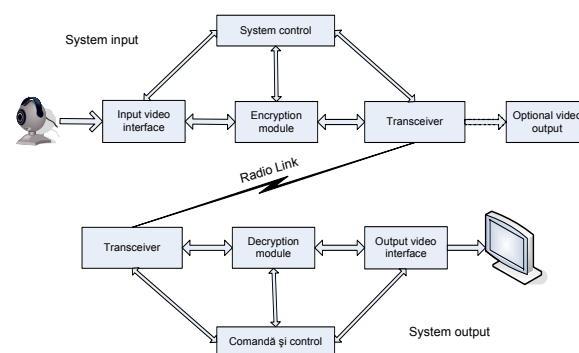 System input
System control
Input video
interface
Encryption
module
Transceiver
Optional video
output
Radio Link
Transceiver
Decryption
module
Output video
interface
Comandă şi control
System output